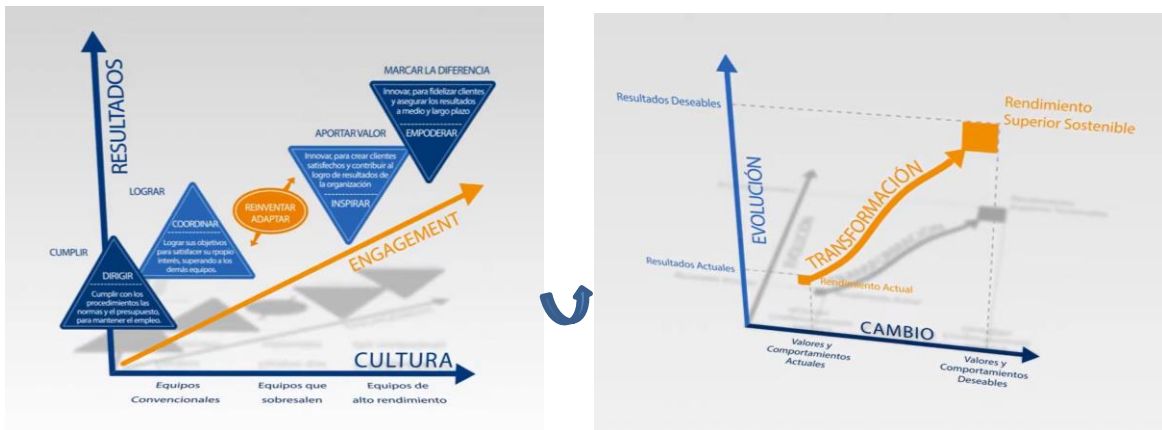 RESULTADOS
MARCAR LA DIFERENCIA
Innovar, para fidelizar clientes
y asegurar los resultados
a medio y largo plazo
EMPODERAR
APORTAR VALOR
Innovar, para crear clientes
satisfechos y contribuir al
logro de resultados de
la organización
INSPIRAR
LOGRAR
COORDINAR
Lograr sus objetivos
para satisfacer su rpopio
interés, superando a los
demás equipos.
REINVENTAR
ADAPTAR
CUMPLIR
DIRIGIR
Cumplir con los
procedimientos las
normas y el presupuesto,
para mantener el empleo.
ENGAGEMENT
CULTURA
Equipos
Convencionales
Equipos que
sobresalen
Equipos de
alto rendimiento
EVOLUCIÓN
Resultados Deseables
Rendimiento
Superior Sostenible
TRANSFORMACIÓN
Resultados Actuales
Rendimiento Actual
CAMBIO
Valores y
Comportamientos
Actuales
Valores y
Comportamientos
Deseables